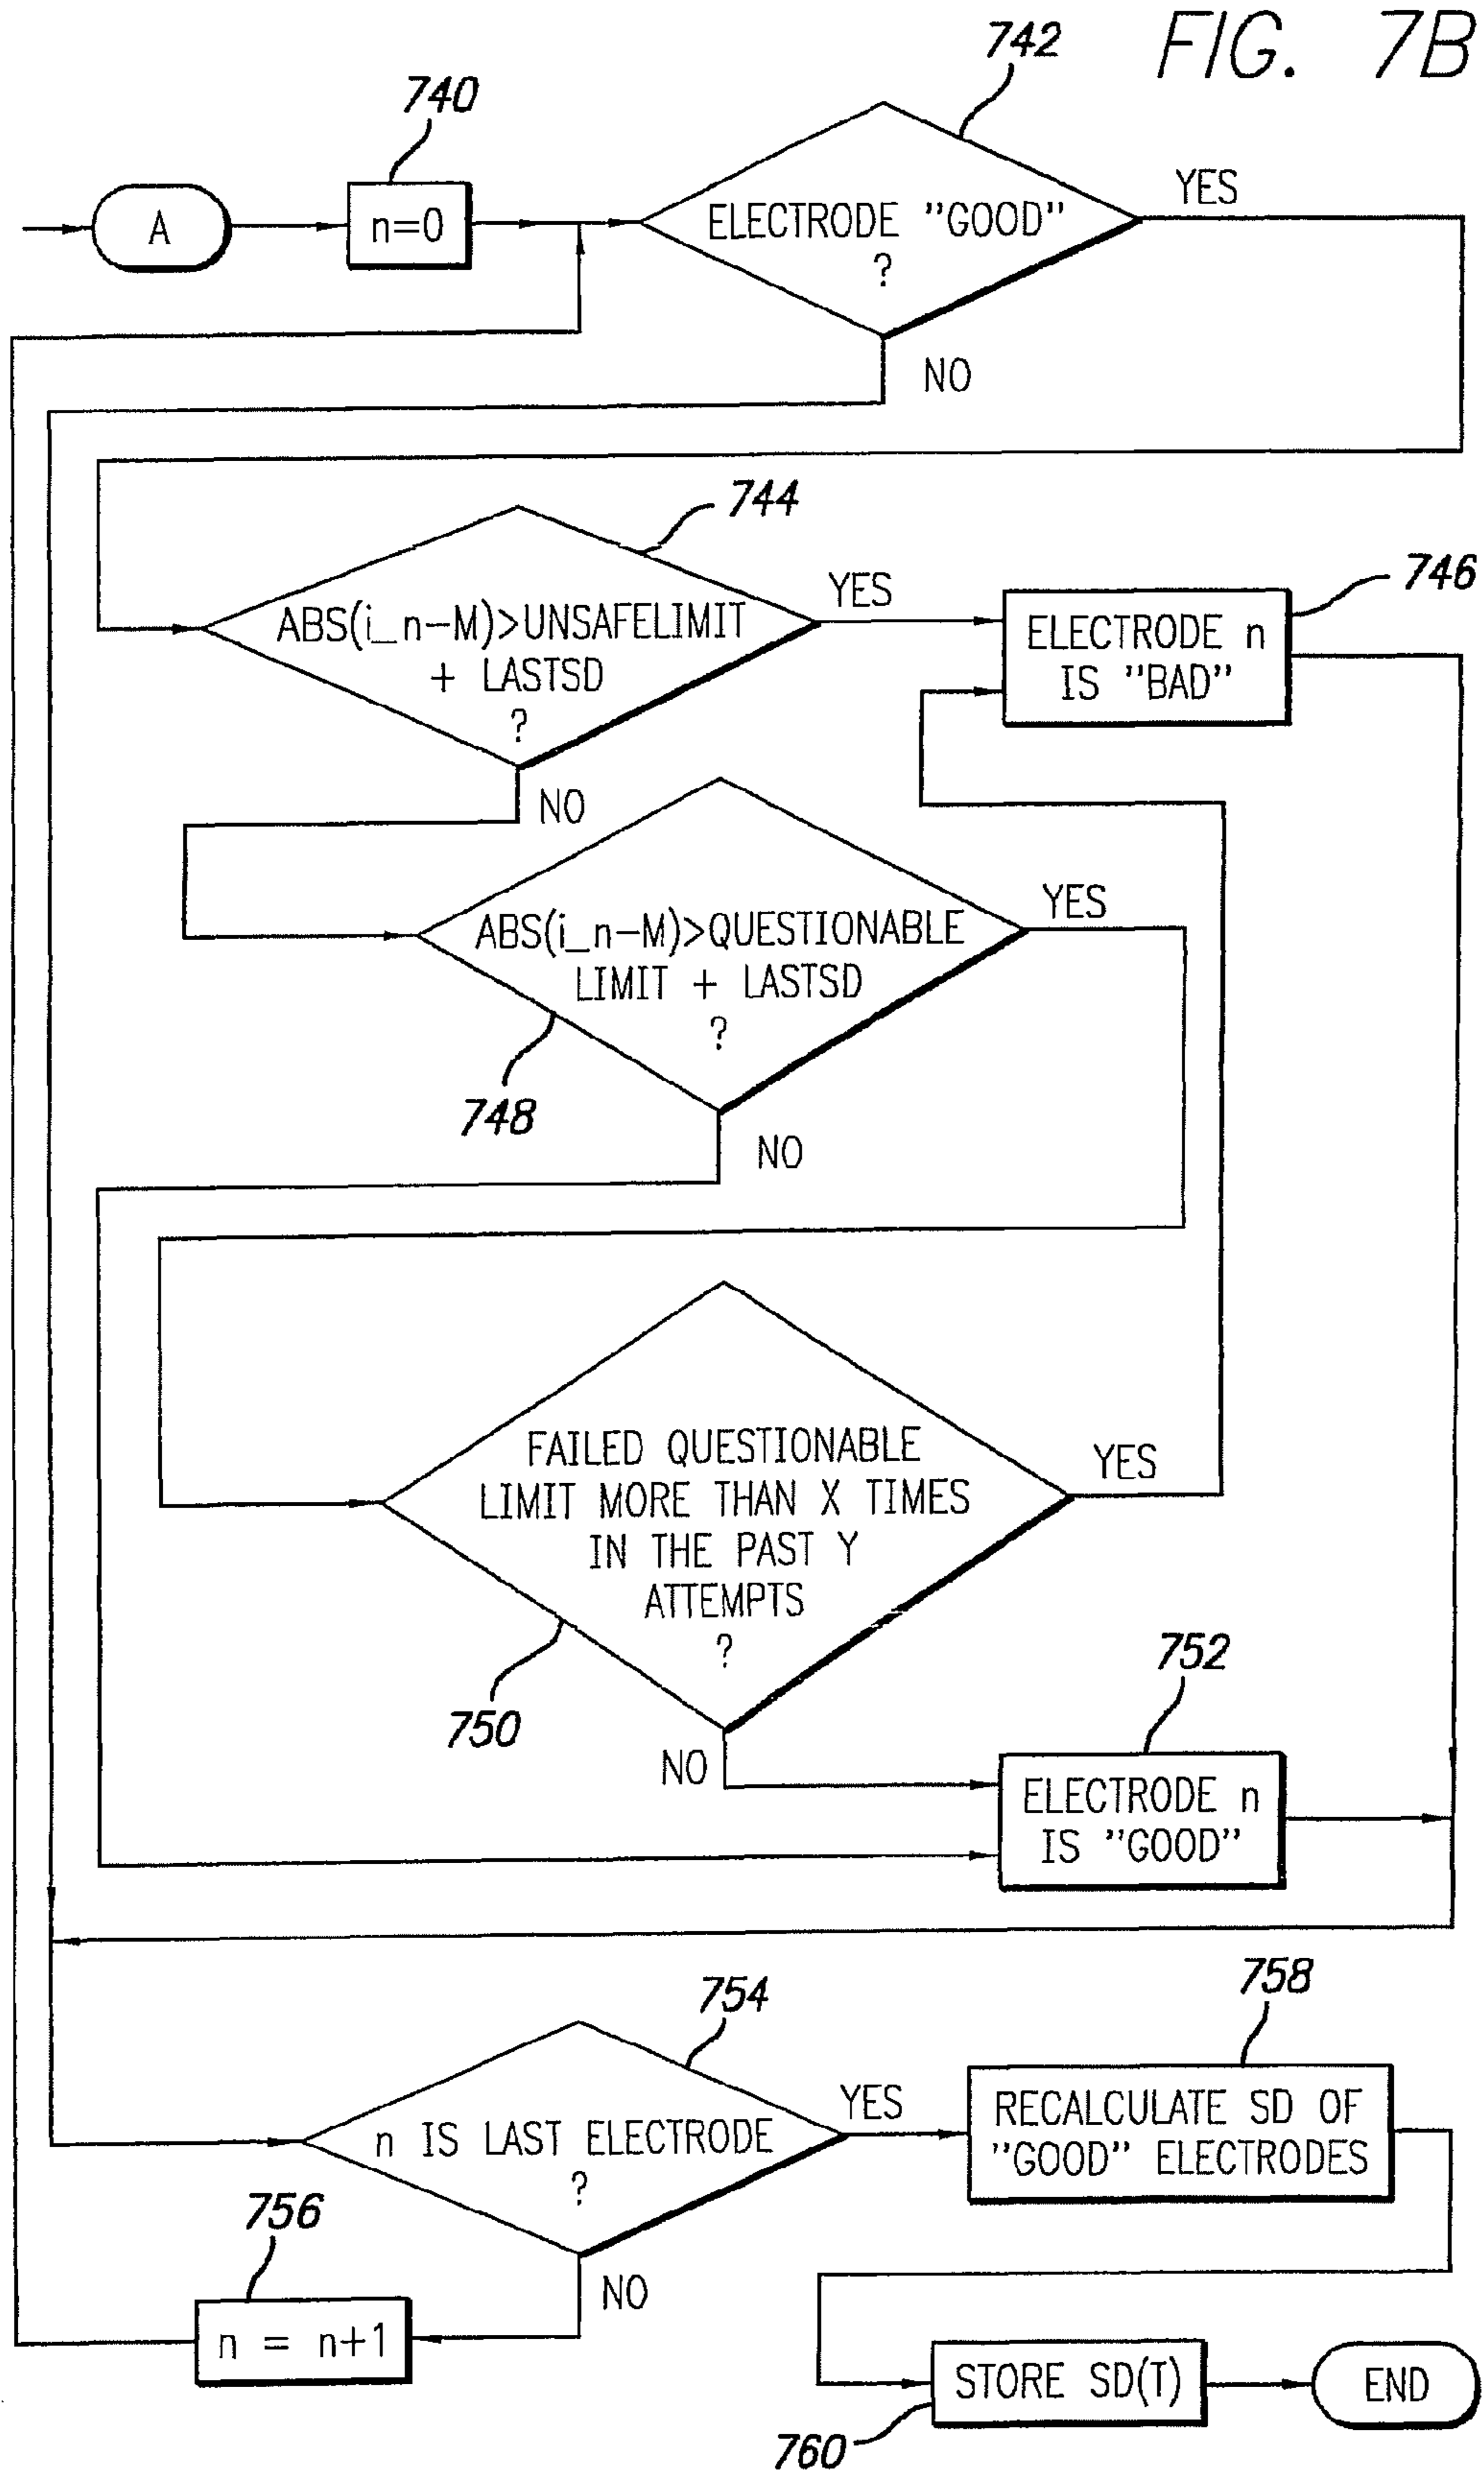 FIG. 7B
742
740
A
n=0
ELECTRODE "GOOD"
?
YES
NO
744
ABS(i_n-M)>UNSAFELIMIT
+ LASTSD
?
YES
NO
746
ELECTRODE n
IS "BAD"
ABS(i_n-M)>QUESTIONABLE
LIMIT + LASTSD
?
YES
748
NO
FAILED QUESTIONABLE
LIMIT MORE THAN X TIMES
IN THE PAST Y
ATTEMPTS
?
YES
750
NO
752
ELECTRODE n
IS "GOOD"
754
n IS LAST ELECTRODE
?
YES
758
RECALCULATE SD OF
"GOOD" ELECTRODES
756
NO
n = n+1
STORE SD(T)
760
END